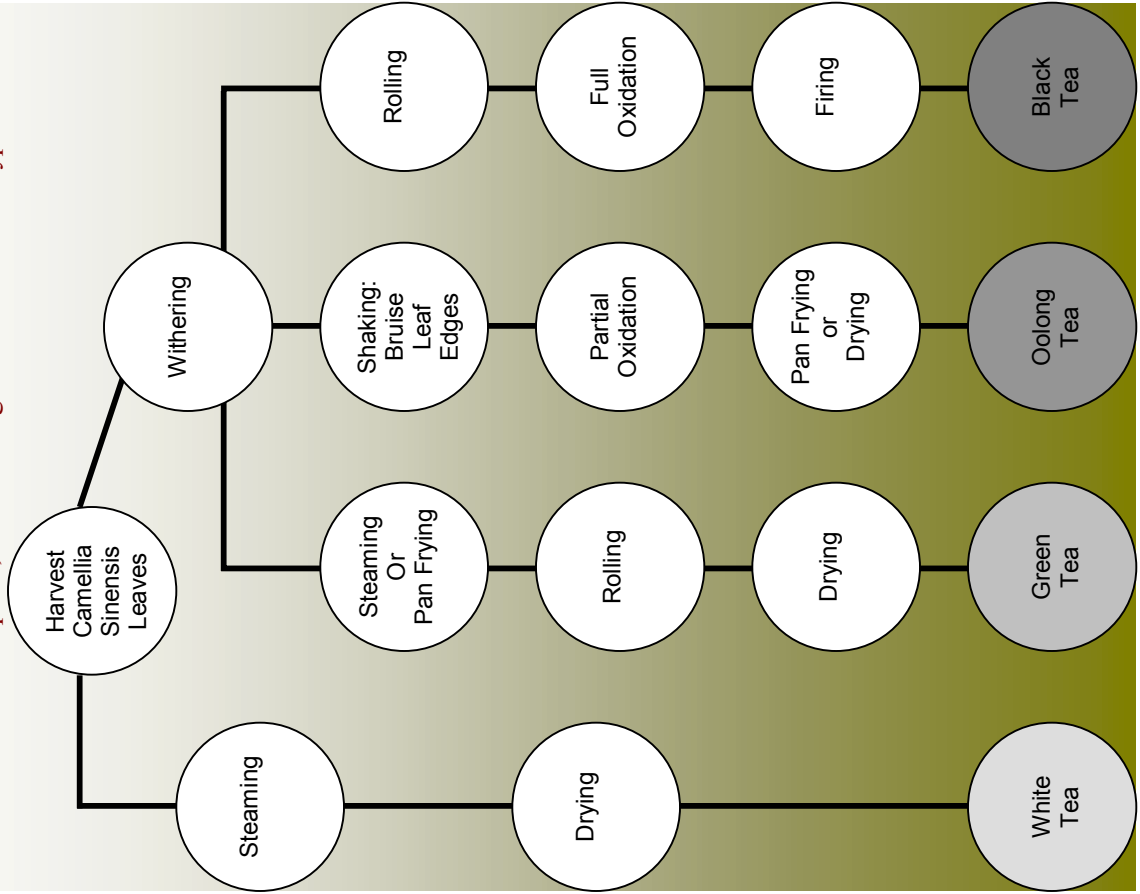 Harvest
Camellia
Sinensis
Leaves
Withering
Steaming
Drying
White
Tea
Steaming
Or
Pan Frying
Rolling
Drying
Green
Tea
Shaking:
Bruise
Leaf
Edges
Partial
Oxidation
Pan Frying
or
Drying
Oolong
Tea
Rolling
Full
Oxidation
Firing
Black
Tea